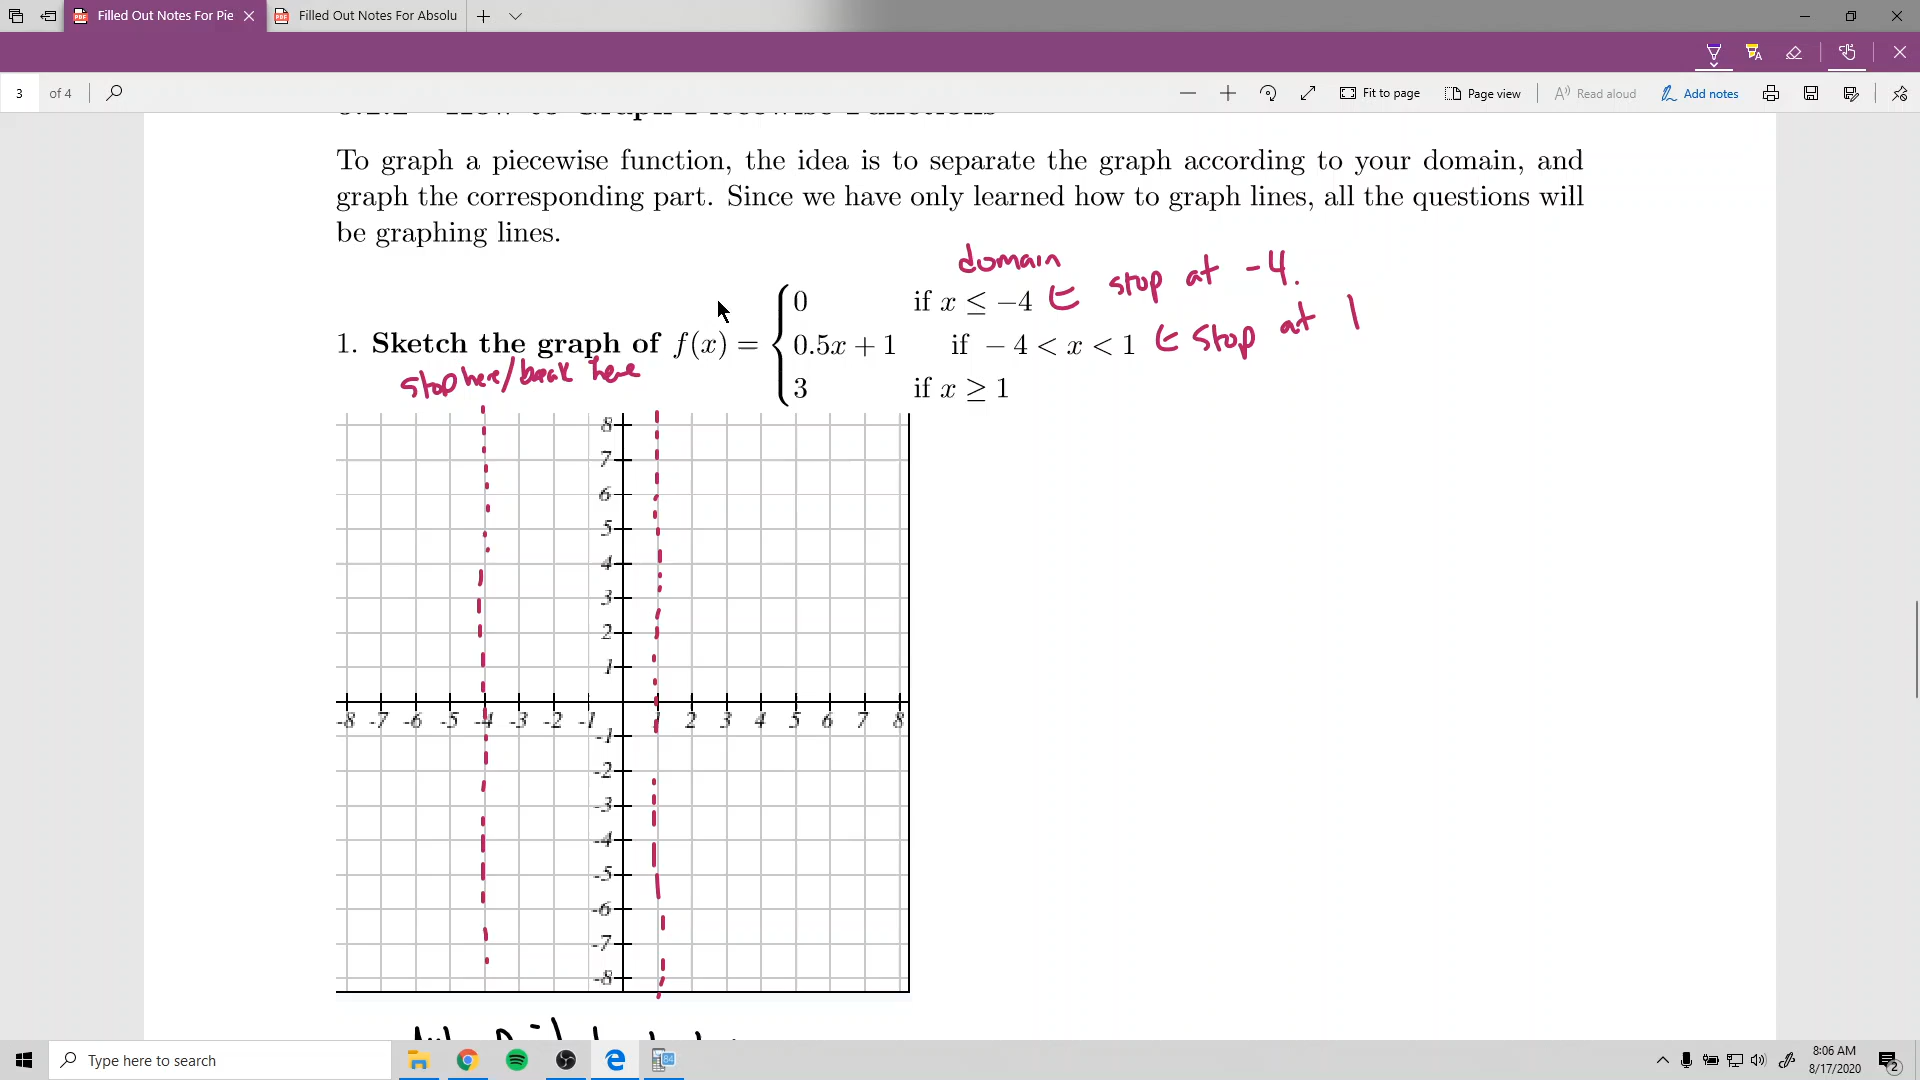 Filled Out Notes For Pie
Filled Out Notes For Absolu
3 of 4
Fit to page
Page view
Read aloud
Add notes
To graph a piecewise function, the idea is to separate the graph according to your domain, and
graph the corresponding part. Since we have only learned how to graph lines, all the questions will
be graphing lines.
domain
0 if x ≤ −4 ← stop at -4.
1. Sketch the graph of f(x) = { 0.5x + 1 if − 4 < x < 1 ← stop at 1
stop here/break here
3 if x ≥ 1
8
7
6
5
4
3
2
1
-8 -7 -6 -5 -4 -3 -2 -1 1 2 3 4 5 6 7 8
-1
-2
-3
-4
-5
-6
-7
-8
Type here to search
84
8:06 AM
8/17/2020
2